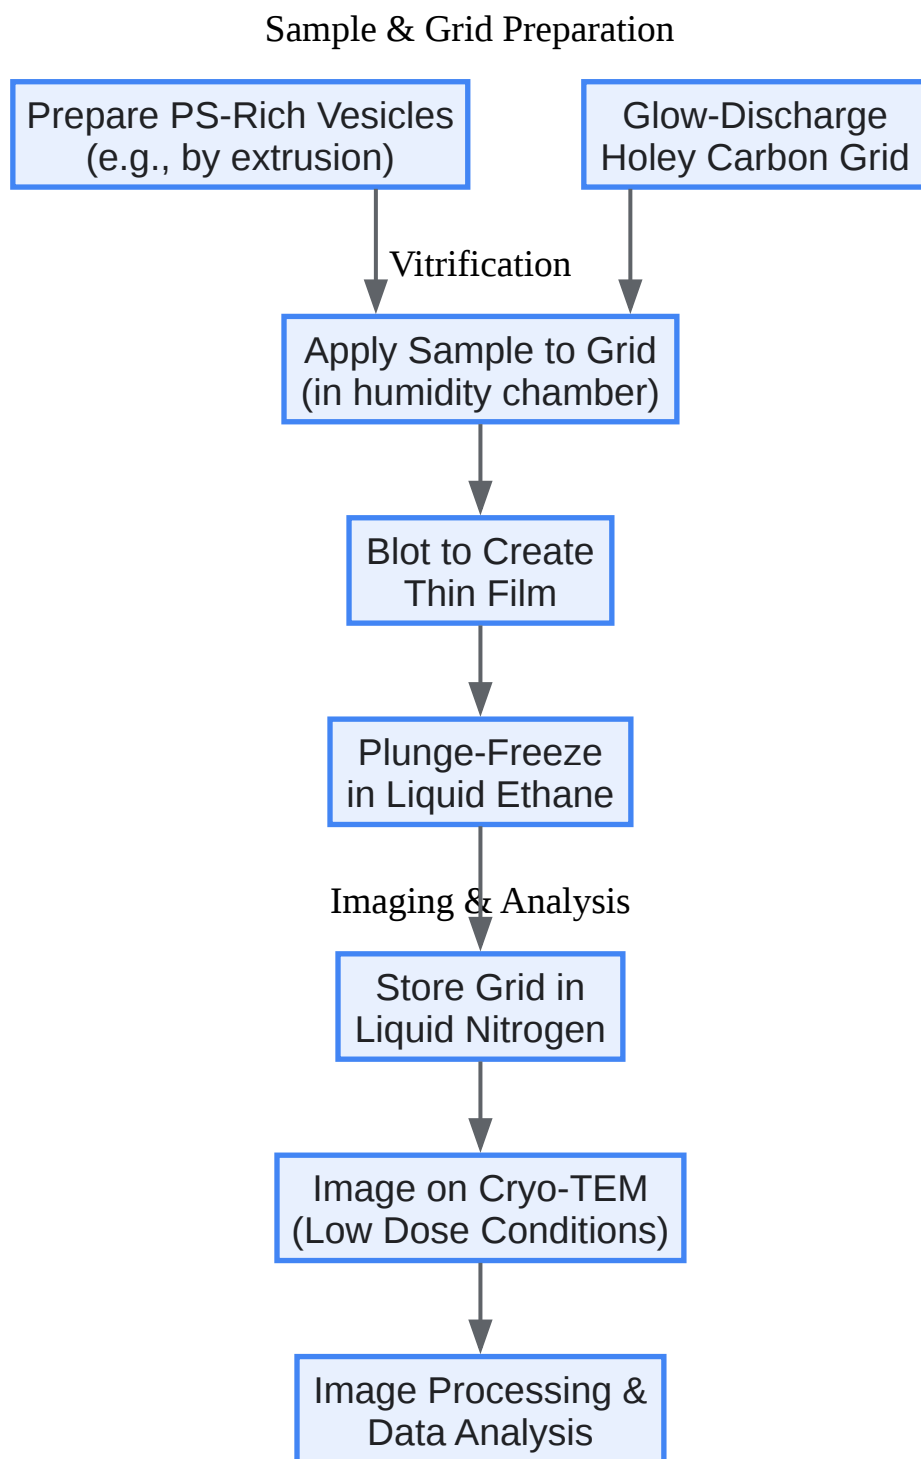 Sample & Grid Preparation
Prepare PS-Rich Vesicles
(e.g., by extrusion)
Glow-Discharge
Holey Carbon Grid
Vitrification
Apply Sample to Grid
(in humidity chamber)
Blot to Create
Thin Film
Plunge-Freeze
in Liquid Ethane
Imaging & Analysis
Store Grid in
Liquid Nitrogen
Image on Cryo-TEM
(Low Dose Conditions)
Image Processing &
Data Analysis